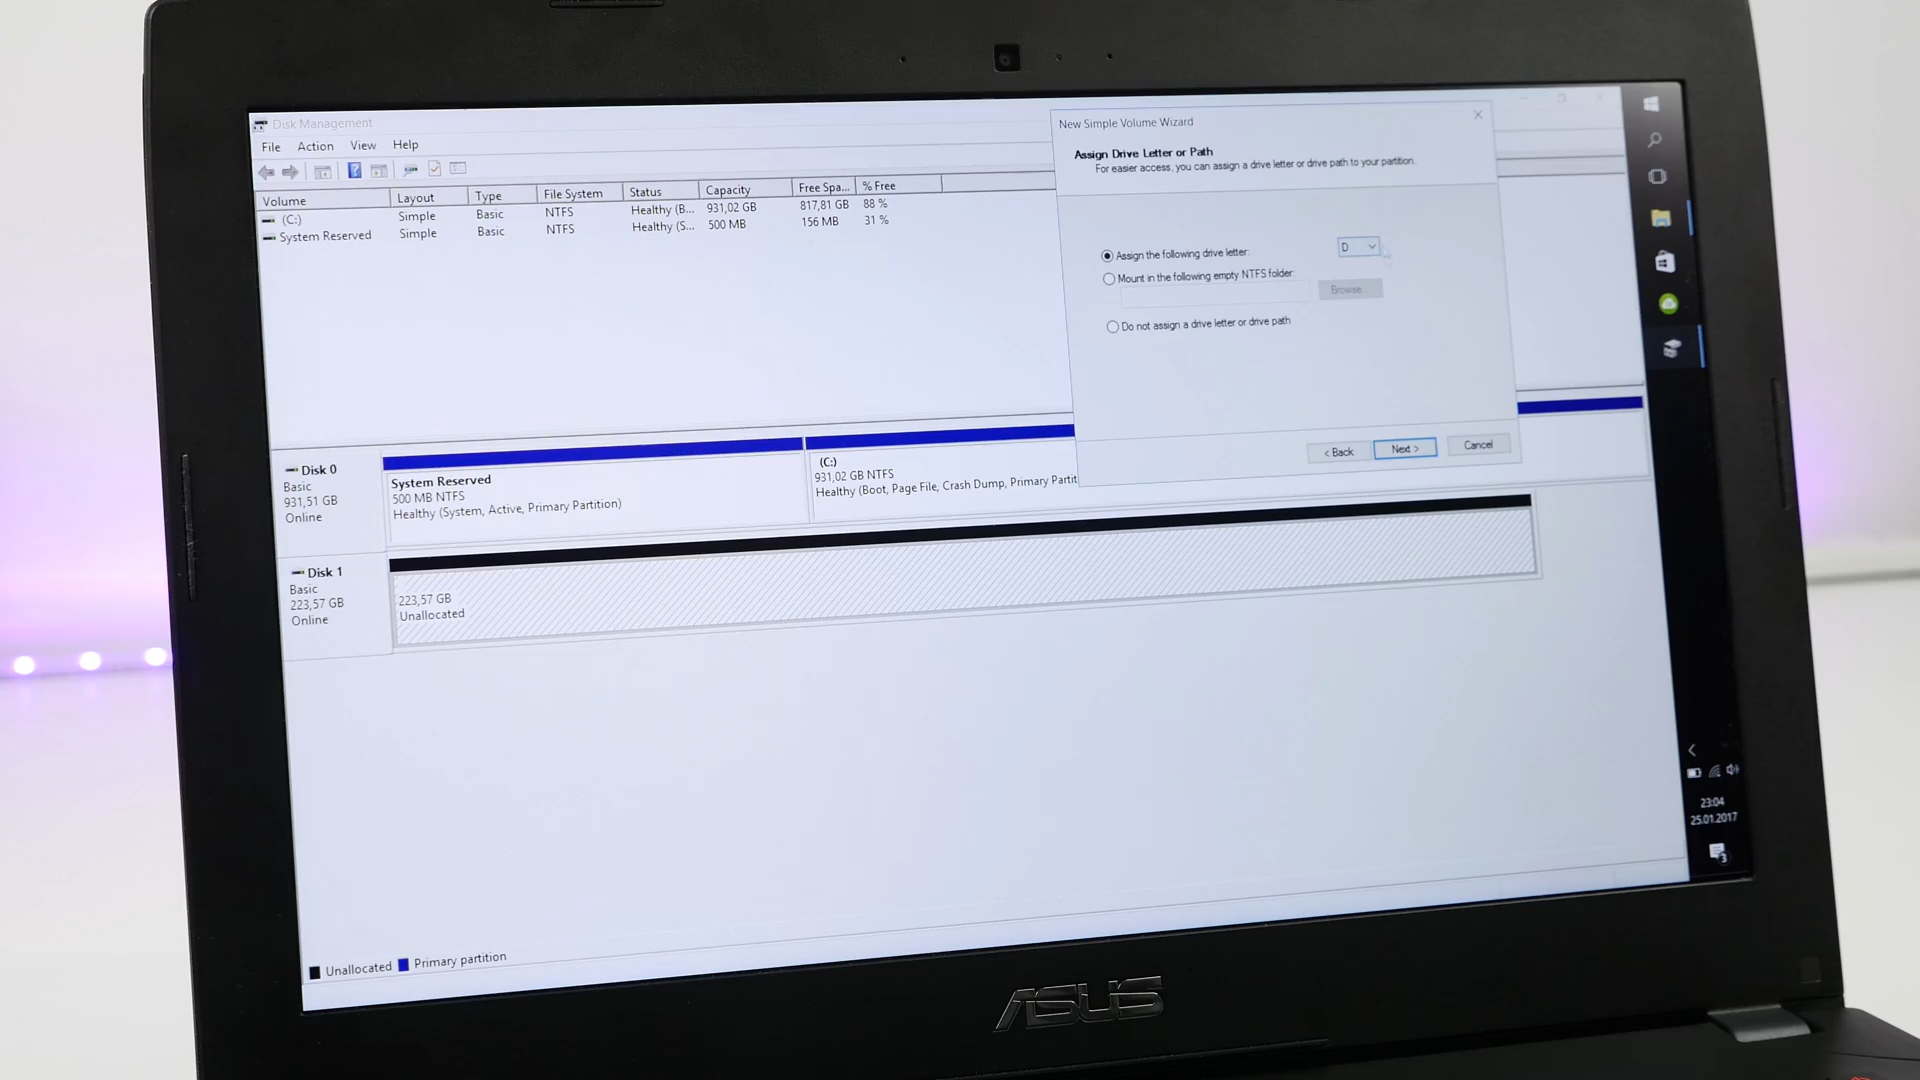 Disk Management
File Action View Help
Volume Layout Type File System Status Capacity Free Spa... % Free
(C:) Simple Basic NTFS Healthy (B... 931,02 GB 817,81 GB 88 %
System Reserved Simple Basic NTFS Healthy (S... 500 MB 156 MB 31 %
New Simple Volume Wizard
Assign Drive Letter or Path
For easier access, you can assign a drive letter or drive path to your partition.
Assign the following drive letter: D
Mount in the following empty NTFS folder:
Browse...
Do not assign a drive letter or drive path
< Back Next > Cancel
Disk 0
Basic
931,51 GB
Online
System Reserved
500 MB NTFS
Healthy (System, Active, Primary Partition)
(C:)
931,02 GB NTFS
Healthy (Boot, Page File, Crash Dump, Primary Partit
Disk 1
Basic
223,57 GB
Online
223,57 GB
Unallocated
Unallocated Primary partition
23:04
25.01.2017
3
ASUS